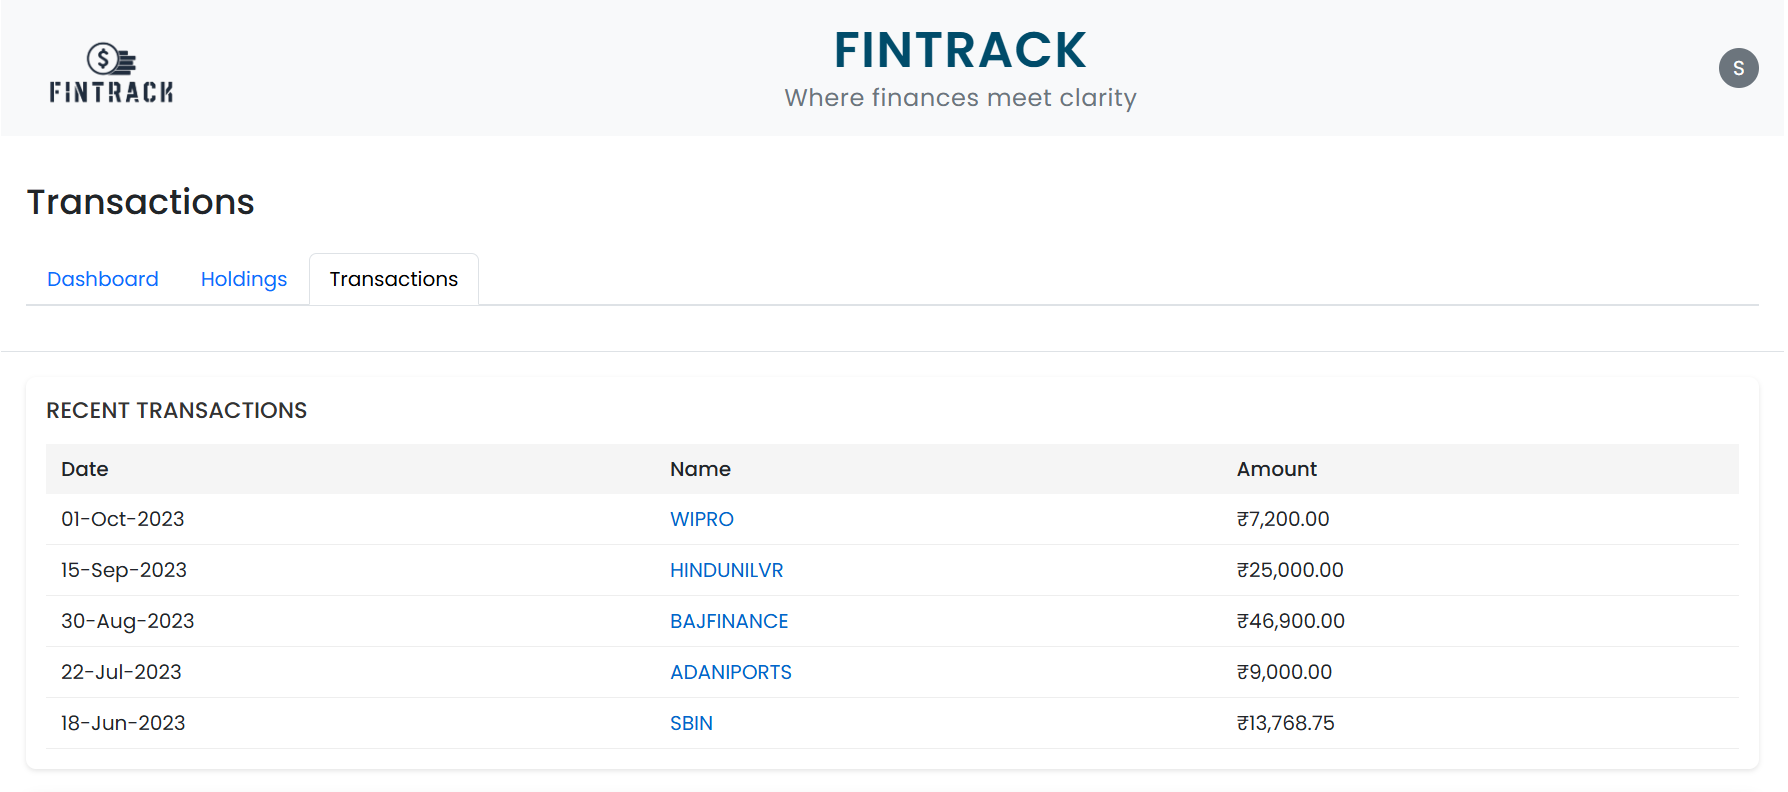 $
FINTRACK
FINTRACK
Where finances meet clarity
S
Transactions
Dashboard Holdings Transactions
RECENT TRANSACTIONS
Date Name Amount
01-Oct-2023 WIPRO ₹7,200.00
15-Sep-2023 HINDUNILVR ₹25,000.00
30-Aug-2023 BAJFINANCE ₹46,900.00
22-Jul-2023 ADANIPORTS ₹9,000.00
18-Jun-2023 SBIN ₹13,768.75